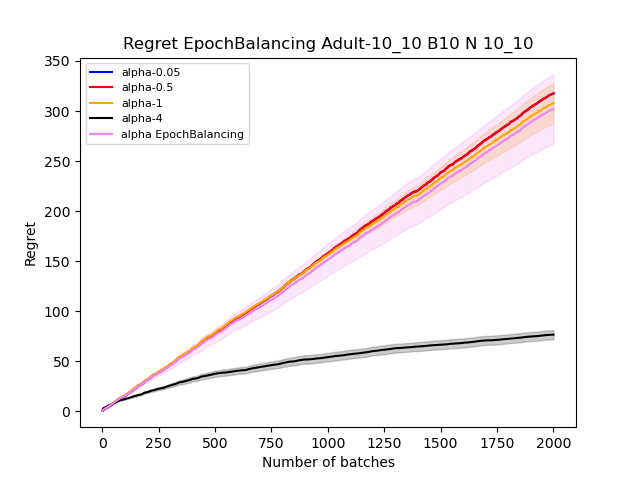 Regret EpochBalancing Adult-10_10 B10 N 10_10
alpha-0.05
alpha-0.5
alpha-1
alpha-4
alpha EpochBalancing
Regret
350
300
250
200
150
100
50
0
0 250 500 750 1000 1250 1500 1750 2000
Number of batches